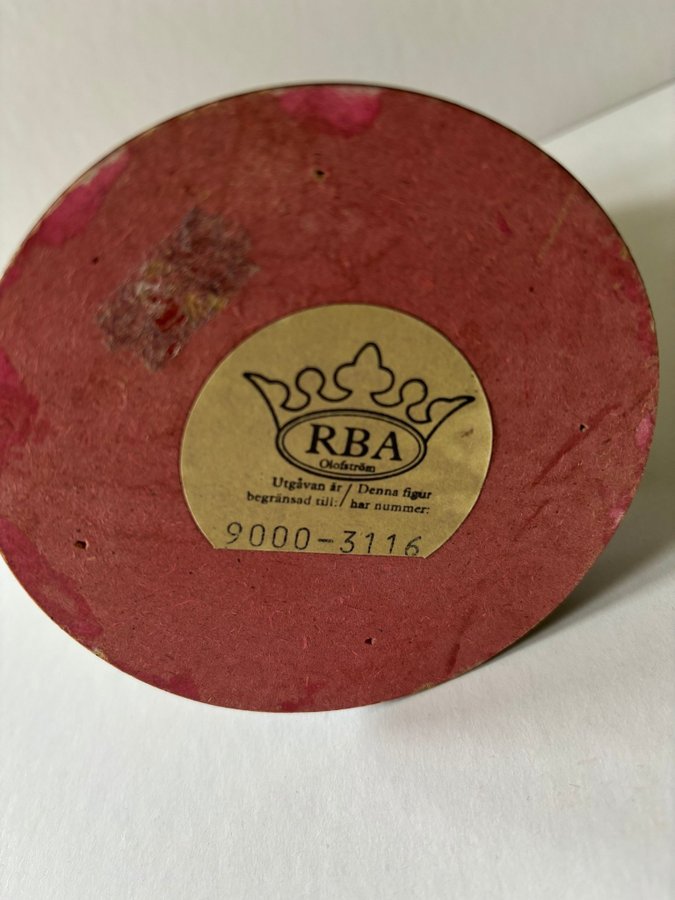 RBA
Olofström
Utgåvan är / Denna figur
begränsad till: / har nummer:
9000-3116